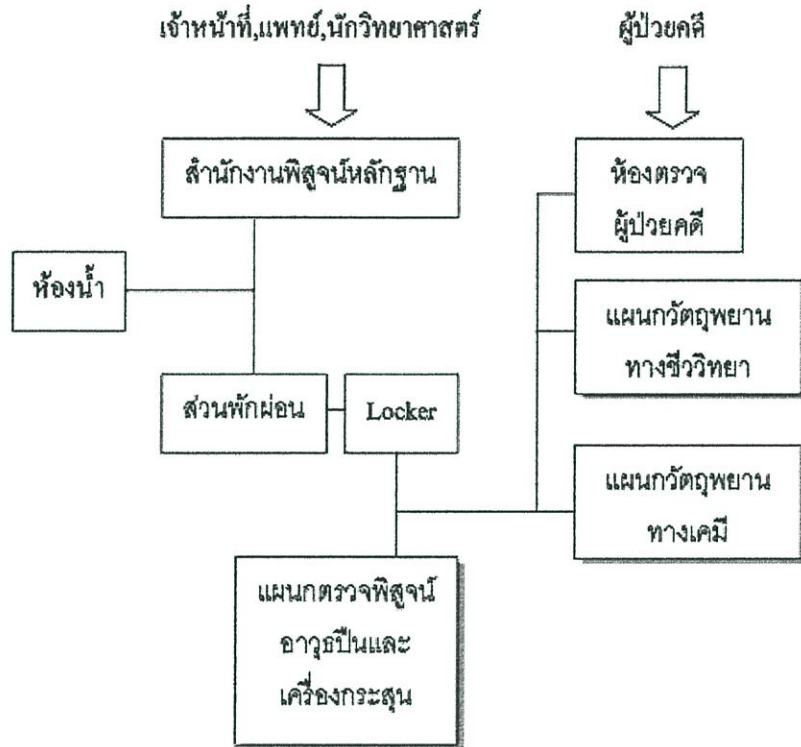 เจ้าหน้าที่,แพทย์,นักวิทยาศาสตร์
ผู้ป่วยคดี
สำนักงานพิสูจน์หลักฐาน
ห้องตรวจ
ผู้ป่วยคดี
ห้องน้ำ
แผนกวัตถุพยาน
ทางชีววิทยา
ส่วนพักผ่อน
Locker
แผนกวัตถุพยาน
ทางเคมี
แผนกตรวจพิสูจน์
อาวุธปืนและ
เครื่องกระสุน